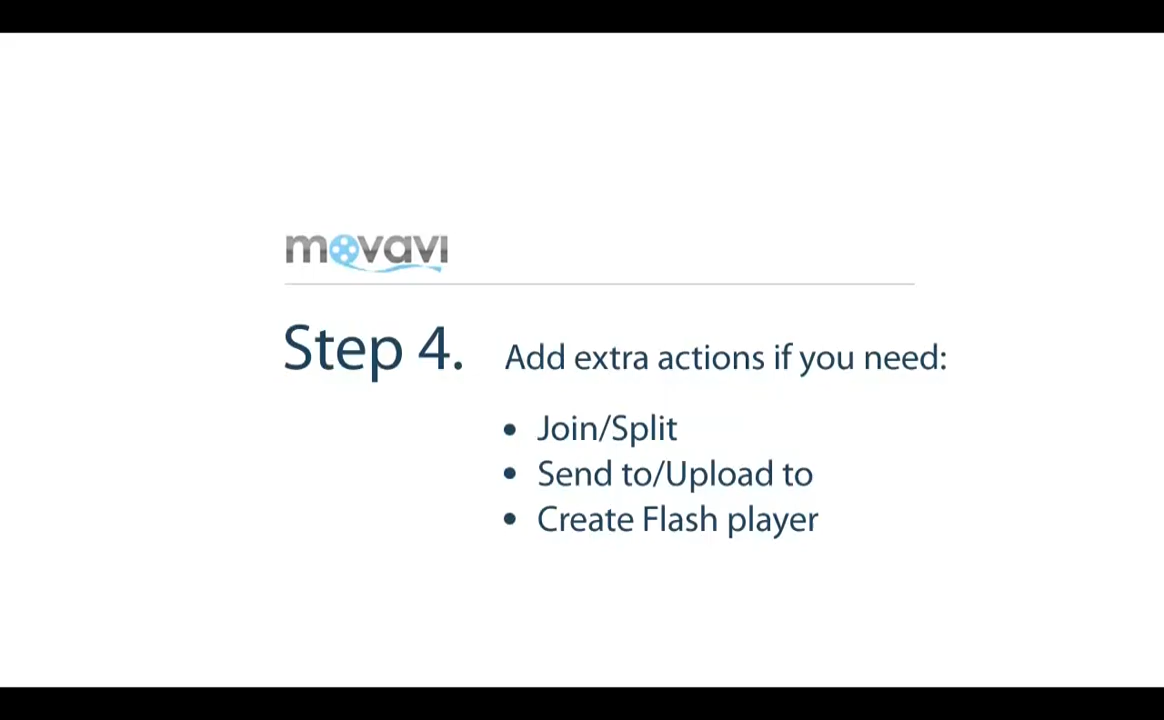 movavi
Step 4. Add extra actions if you need:
• Join/Split
• Send to/Upload to
• Create Flash player